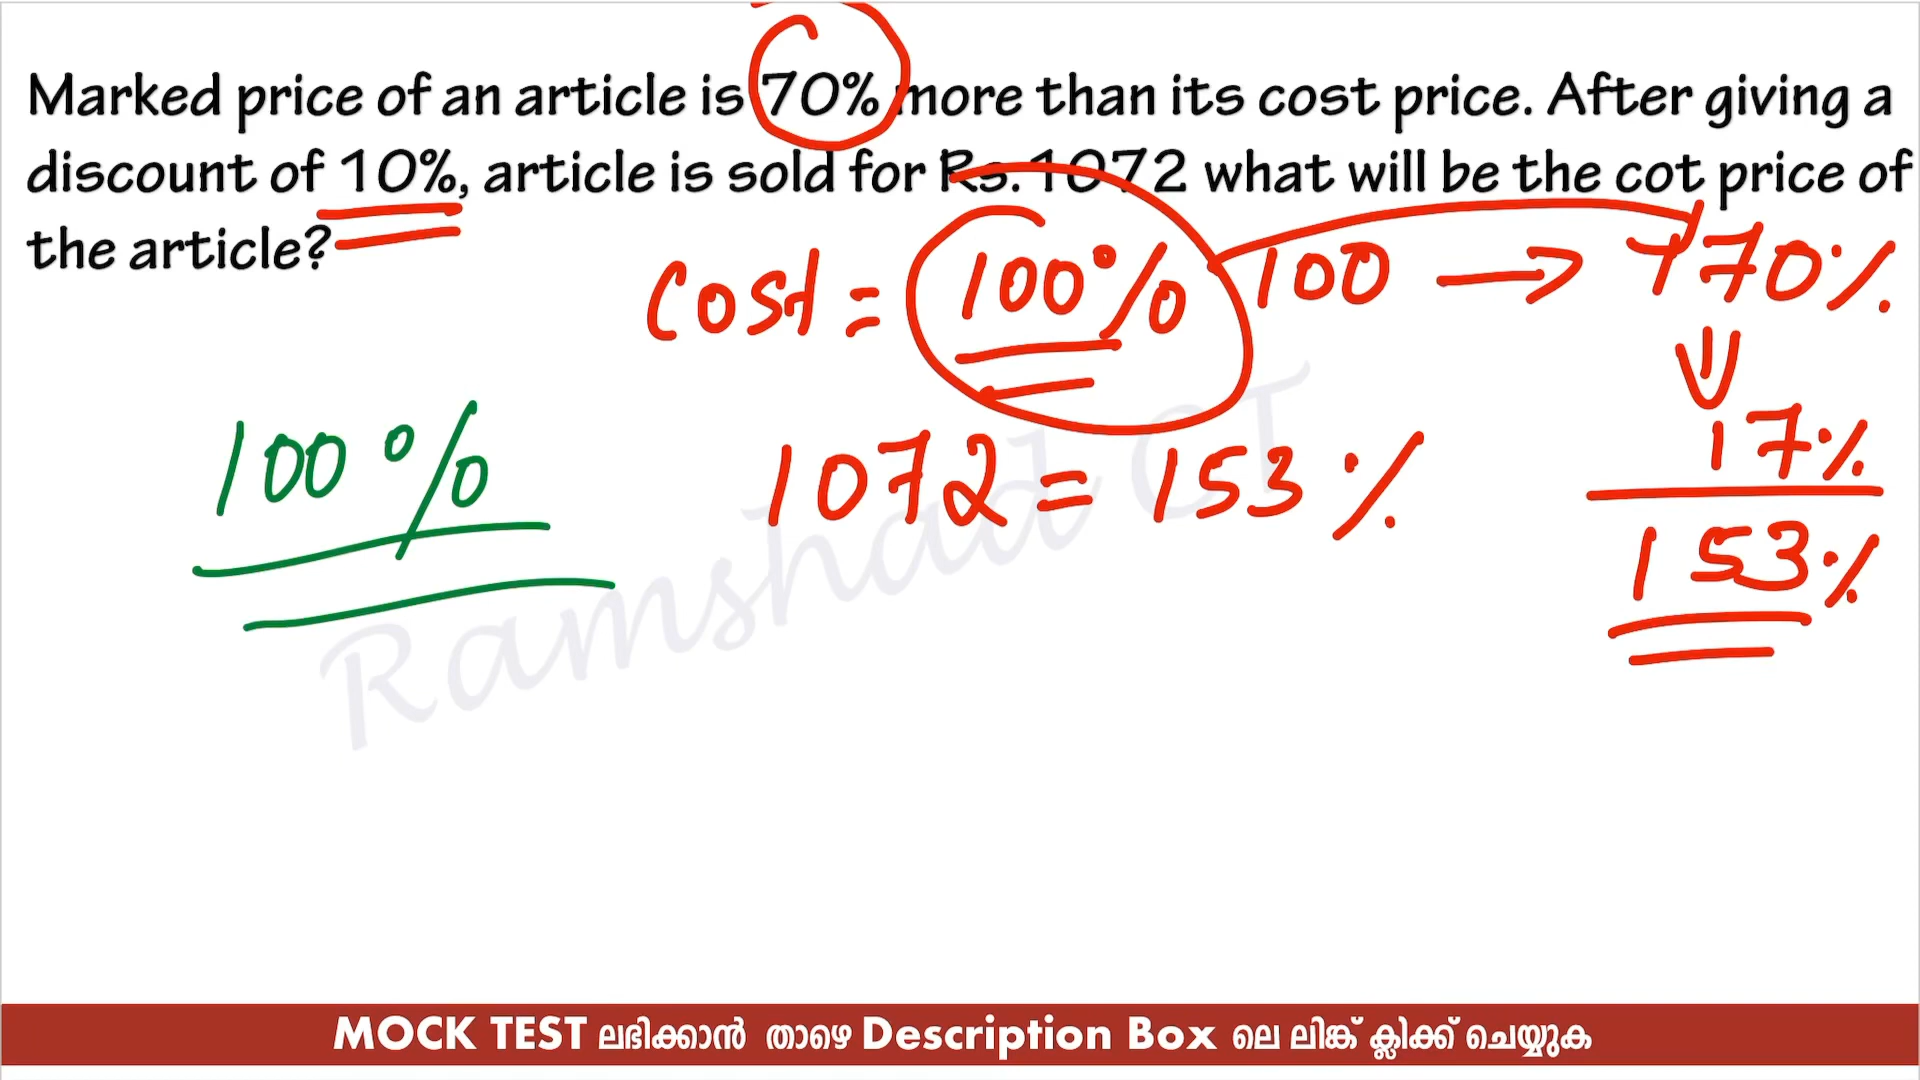 Marked price of an article is 70% more than its cost price. After giving a
discount of 10%, article is sold for Rs. 1072 what will be the cot price of
the article?
cost = 100% 100 → 170%
17%
100% 1072 = 153%
153%
Ramshad CT
MOCK TEST ലഭിക്കാൻ താഴെ Description Box ലെ ലിങ്ക് ക്ലിക്ക് ചെയ്യുക